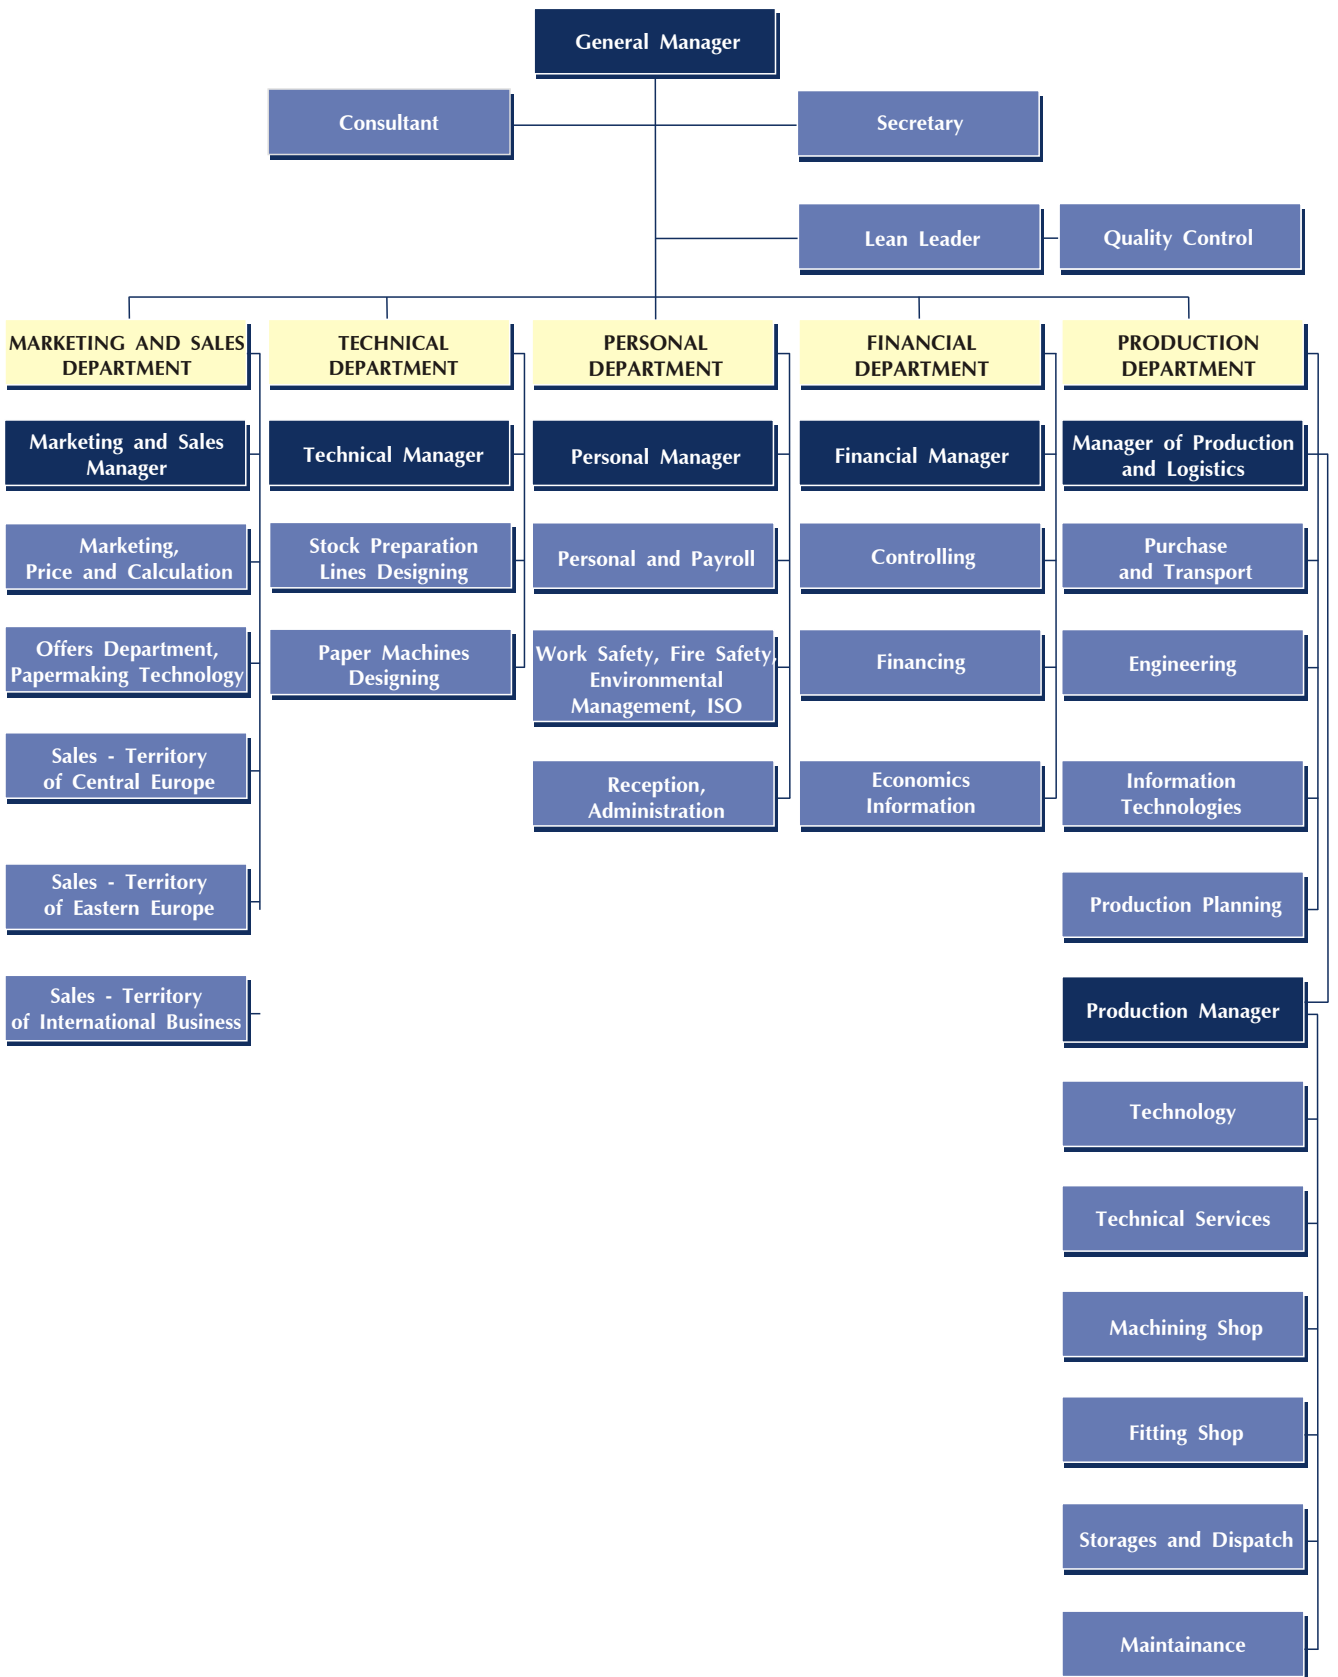 General Manager
Consultant
Secretary
Lean Leader
Quality Control
MARKETING AND SALES
DEPARTMENT
TECHNICAL
DEPARTMENT
PERSONAL
DEPARTMENT
FINANCIAL
DEPARTMENT
PRODUCTION
DEPARTMENT
Marketing and Sales
Manager
Technical Manager
Personal Manager
Financial Manager
Manager of Production
and Logistics
Marketing,
Price and Calculation
Stock Preparation
Lines Designing
Personal and Payroll
Controlling
Purchase
and Transport
Offers Department,
Papermaking Technology
Paper Machines
Designing
Work Safety, Fire Safety,
Environmental
Management, ISO
Financing
Engineering
Sales - Territory
of Central Europe
Reception,
Administration
Economics
Information
Information
Technologies
Sales - Territory
of Eastern Europe
Production Planning
Sales - Territory
of International Business
Production Manager
Technology
Technical Services
Machining Shop
Fitting Shop
Storages and Dispatch
Maintainance